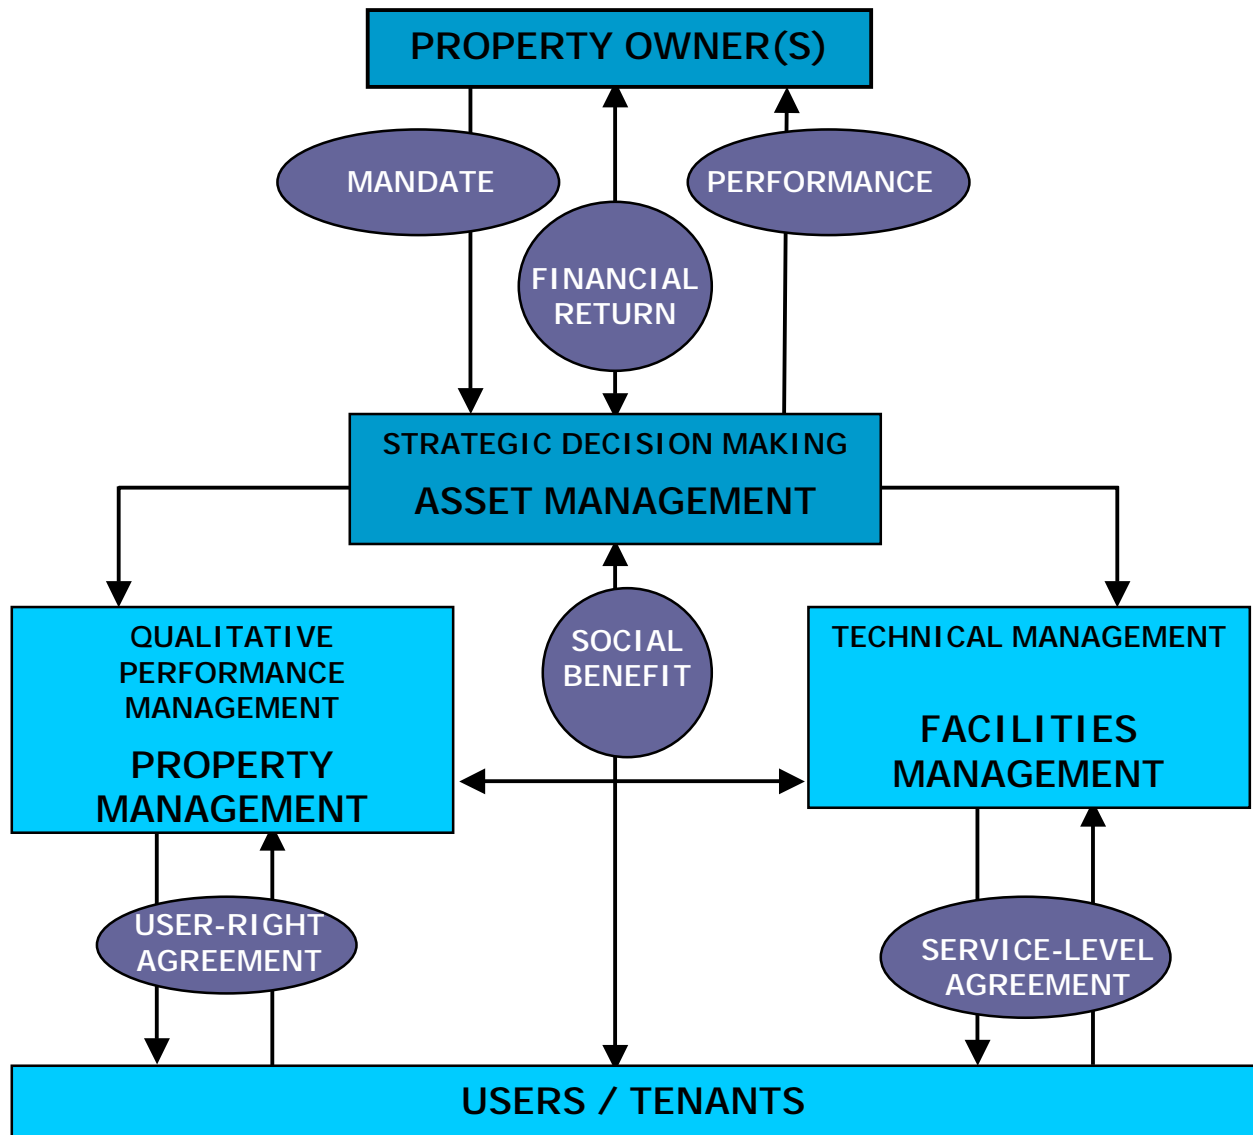 PROPERTY OWNER(S)
MANDATE
PERFORMANCE
FINANCIAL
RETURN
STRATEGIC DECISION MAKING
ASSET MANAGEMENT
QUALITATIVE
PERFORMANCE
MANAGEMENT
PROPERTY
MANAGEMENT
SOCIAL
BENEFIT
TECHNICAL MANAGEMENT
FACILITIES
MANAGEMENT
USER-RIGHT
AGREEMENT
SERVICE-LEVEL
AGREEMENT
USERS / TENANTS